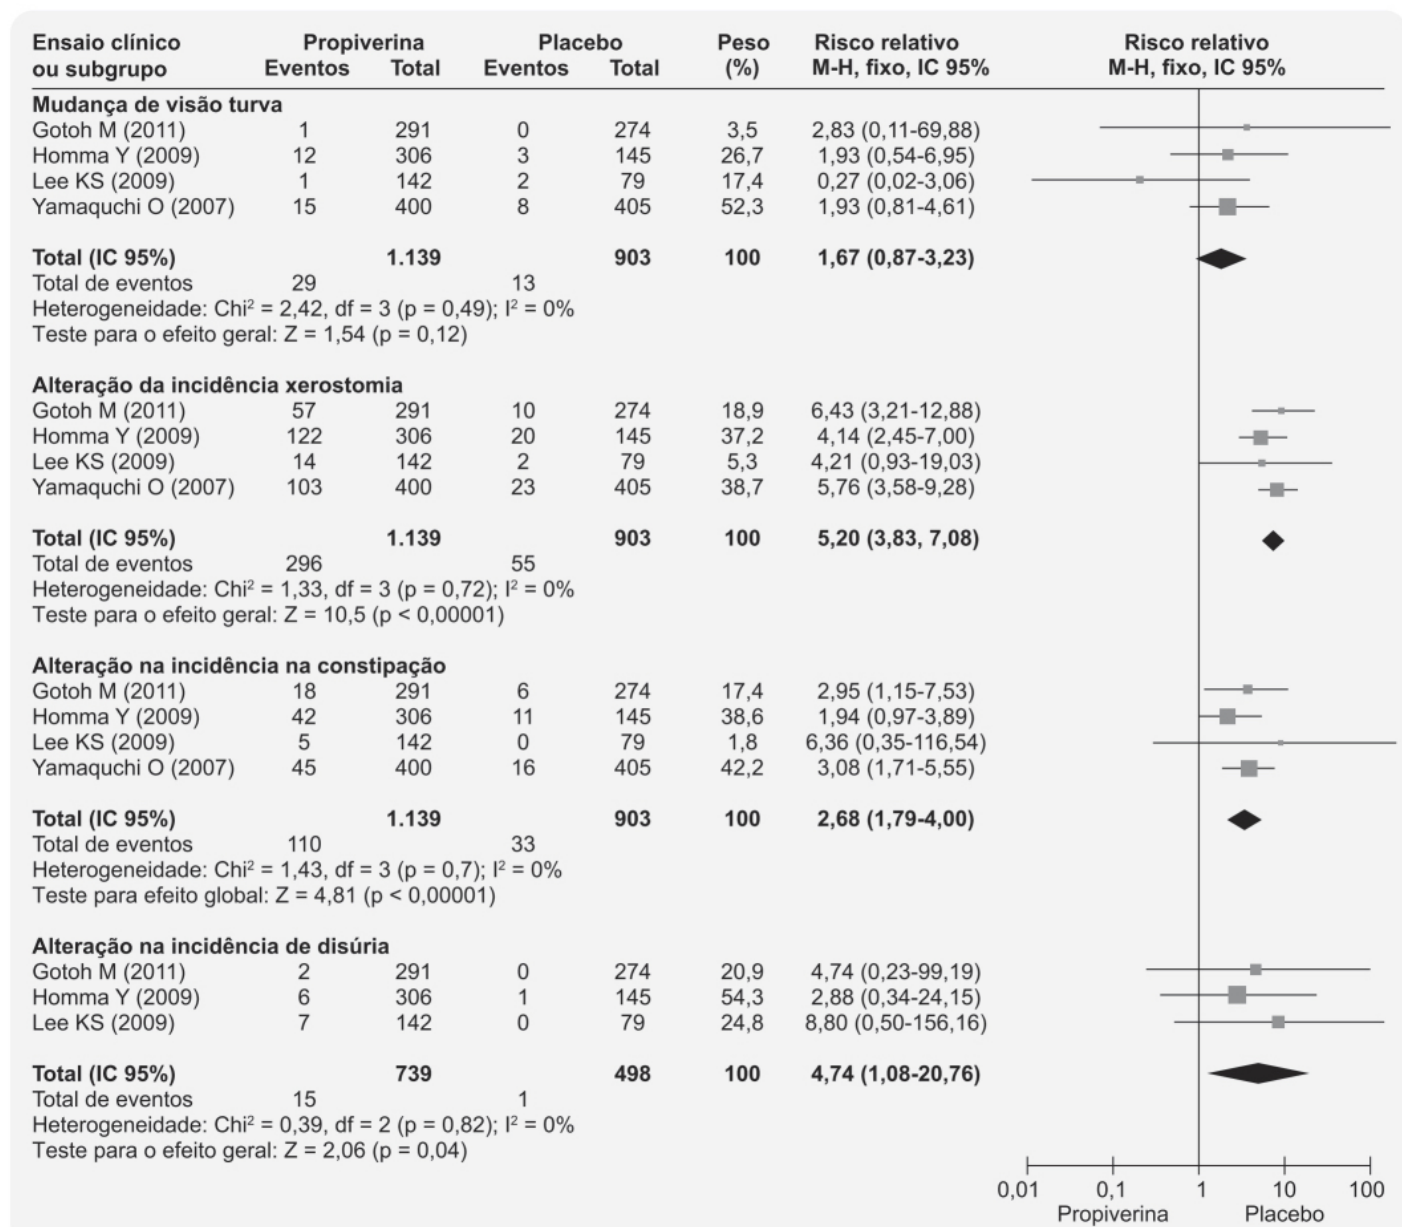 Ensaio clínico Propiverina Placebo Peso Risco relativo Risco relativo
ou subgrupo Eventos Total Eventos Total (%) M-H, fixo, IC 95% M-H, fixo, IC 95%
Mudança de visão turva
Gotoh M (2011) 1 291 0 274 3,5 2,83 (0,11-69,88)
Homma Y (2009) 12 306 3 145 26,7 1,93 (0,54-6,95)
Lee KS (2009) 1 142 2 79 17,4 0,27 (0,02-3,06)
Yamaquchi O (2007) 15 400 8 405 52,3 1,93 (0,81-4,61)
Total (IC 95%) 1.139 903 100 1,67 (0,87-3,23)
Total de eventos 29 13
Heterogeneidade: Chi² = 2,42, df = 3 (p = 0,49); I² = 0%
Teste para o efeito geral: Z = 1,54 (p = 0,12)
Alteração da incidência xerostomia
Gotoh M (2011) 57 291 10 274 18,9 6,43 (3,21-12,88)
Homma Y (2009) 122 306 20 145 37,2 4,14 (2,45-7,00)
Lee KS (2009) 14 142 2 79 5,3 4,21 (0,93-19,03)
Yamaquchi O (2007) 103 400 23 405 38,7 5,76 (3,58-9,28)
Total (IC 95%) 1.139 903 100 5,20 (3,83, 7,08)
Total de eventos 296 55
Heterogeneidade: Chi² = 1,33, df = 3 (p = 0,72); I² = 0%
Teste para o efeito geral: Z = 10,5 (p < 0,00001)
Alteração na incidência na constipação
Gotoh M (2011) 18 291 6 274 17,4 2,95 (1,15-7,53)
Homma Y (2009) 42 306 11 145 38,6 1,94 (0,97-3,89)
Lee KS (2009) 5 142 0 79 1,8 6,36 (0,35-116,54)
Yamaquchi O (2007) 45 400 16 405 42,2 3,08 (1,71-5,55)
Total (IC 95%) 1.139 903 100 2,68 (1,79-4,00)
Total de eventos 110 33
Heterogeneidade: Chi² = 1,43, df = 3 (p = 0,7); I² = 0%
Teste para efeito global: Z = 4,81 (p < 0,00001)
Alteração na incidência de disúria
Gotoh M (2011) 2 291 0 274 20,9 4,74 (0,23-99,19)
Homma Y (2009) 6 306 1 145 54,3 2,88 (0,34-24,15)
Lee KS (2009) 7 142 0 79 24,8 8,80 (0,50-156,16)
Total (IC 95%) 739 498 100 4,74 (1,08-20,76)
Total de eventos 15 1
Heterogeneidade: Chi² = 0,39, df = 2 (p = 0,82); I² = 0%
Teste para o efeito geral: Z = 2,06 (p = 0,04)
0,01 0,1 1 10 100
Propiverina Placebo